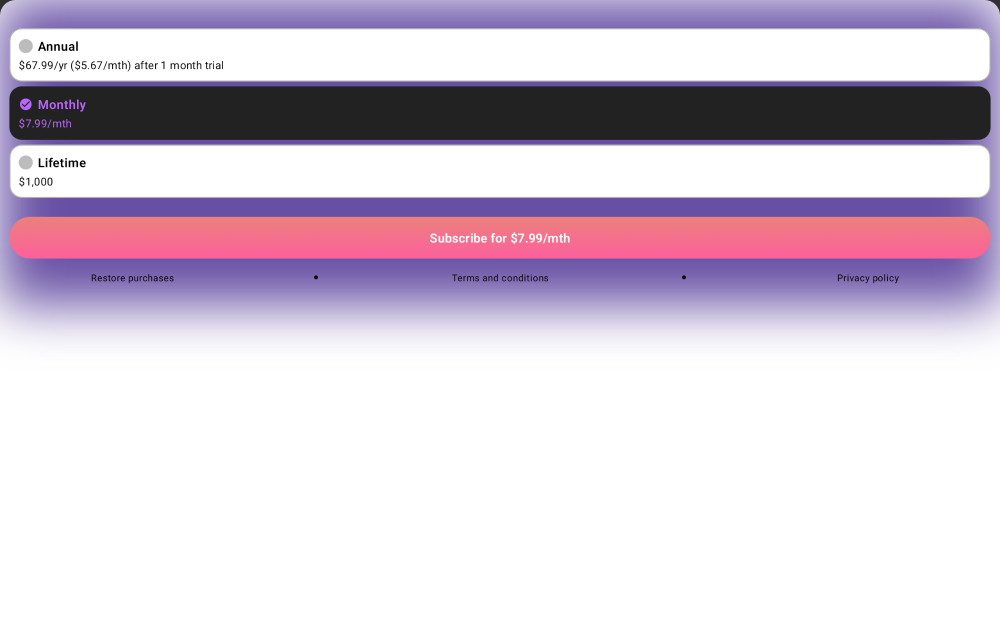 Annual
$67.99/yr ($5.67/mth) after 1 month trial
Monthly
$7.99/mth
Lifetime
$1,000
Subscribe for $7.99/mth
Restore purchases • Terms and conditions • Privacy policy